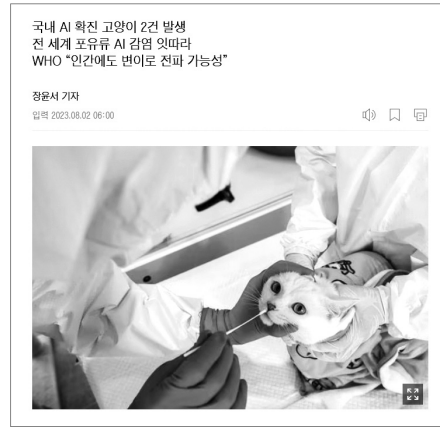 국내 AI 확진 고양이 2건 발생
전 세계 포유류 AI 감염 잇따라
WHO “인간에도 변이로 전파 가능성”
장윤서 기자
입력 2023.08.02 06:00